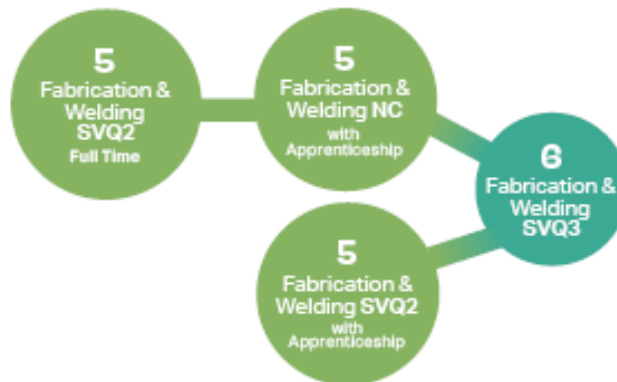 5
Fabrication &
Welding
SVQ2
Full Time
5
Fabrication &
Welding NC
with
Apprenticeship
6
Fabrication &
Welding
SVQ3
5
Fabrication &
Welding SVQ2
with
Apprenticeship